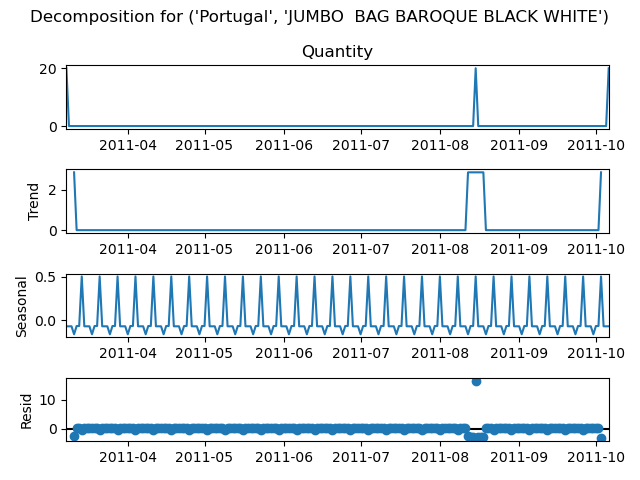 Decomposition for ('Portugal', 'JUMBO  BAG BAROQUE BLACK WHITE')
Quantity
20
0
2011-04 2011-05 2011-06 2011-07 2011-08 2011-09 2011-10
Trend
2
0
2011-04 2011-05 2011-06 2011-07 2011-08 2011-09 2011-10
Seasonal
0.5
0.0
2011-04 2011-05 2011-06 2011-07 2011-08 2011-09 2011-10
Resid
10
0
2011-04 2011-05 2011-06 2011-07 2011-08 2011-09 2011-10